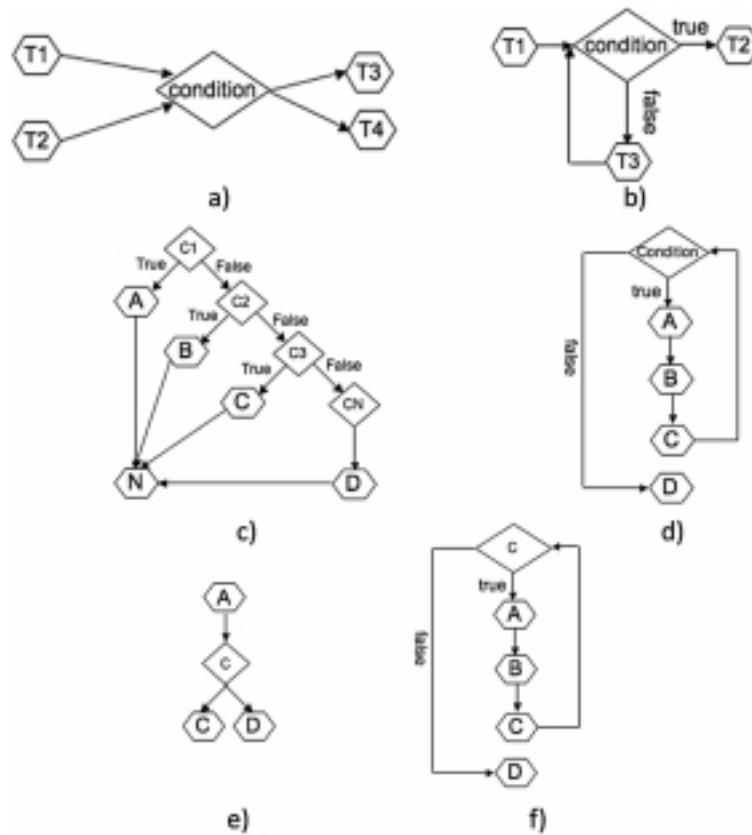 T1
T2
condition
T3
T4
a)
T1
condition
true
T2
false
T3
b)
C1
True
False
A
C2
True
False
B
C3
True
False
C
CN
N
D
c)
Condition
true
false
A
B
C
D
d)
A
C
C
D
e)
C
true
false
A
B
C
D
f)